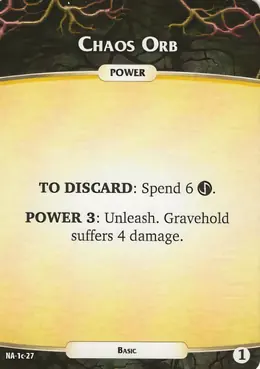 CHAOS ORB
POWER
TO DISCARD: Spend 6 .
POWER 3: Unleash. Gravehold
suffers 4 damage.
NA-1c-27
BASIC
1